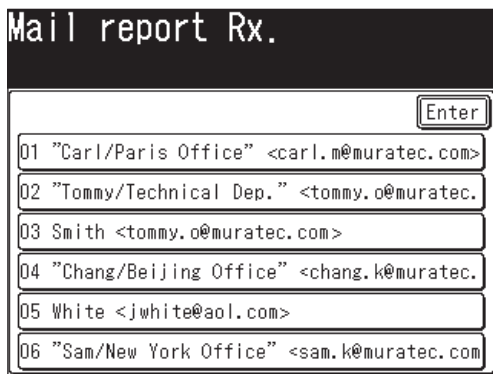 Mail report Rx.
Enter
01 ”Carl/Paris Office” <carl.m@muratec.com>
02 ”Tommy/Technical Dep.” <tommy.o@muratec.
03 Smith <tommy.o@muratec.com>
04 ”Chang/Beijing Office” <chang.k@muratec.
05 White <jwhite@aol.com>
06 ”Sam/New York Office” <sam.k@muratec.com